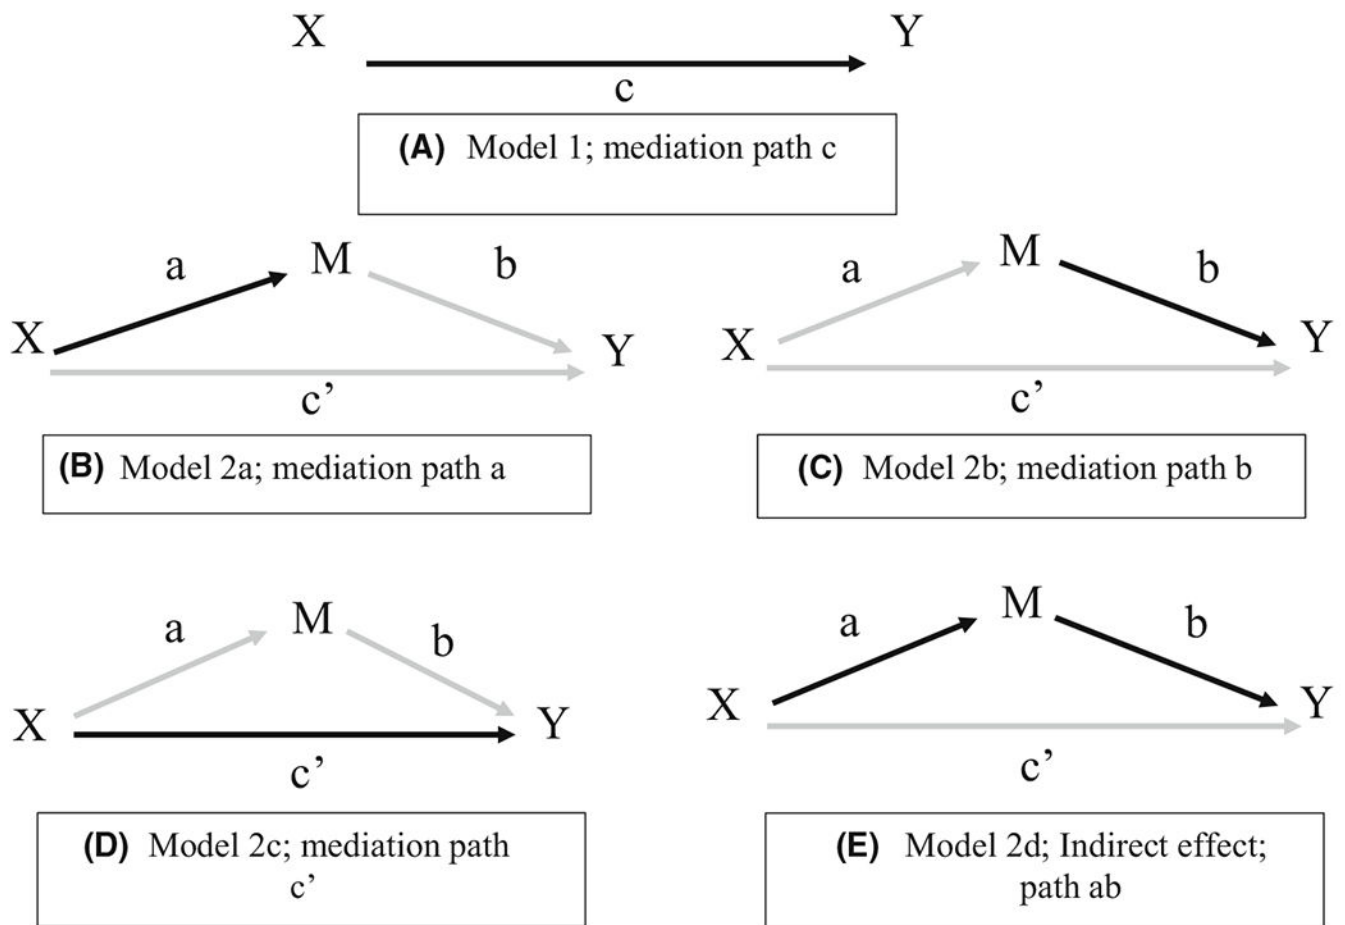 X
Y
c
(A) Model 1; mediation path c
a
M
b
X
Y
c’
(B) Model 2a; mediation path a
a
M
b
X
Y
c’
(C) Model 2b; mediation path b
a
M
b
X
Y
c’
(D) Model 2c; mediation path
c’
a
M
b
X
Y
c’
(E) Model 2d; Indirect effect;
path ab